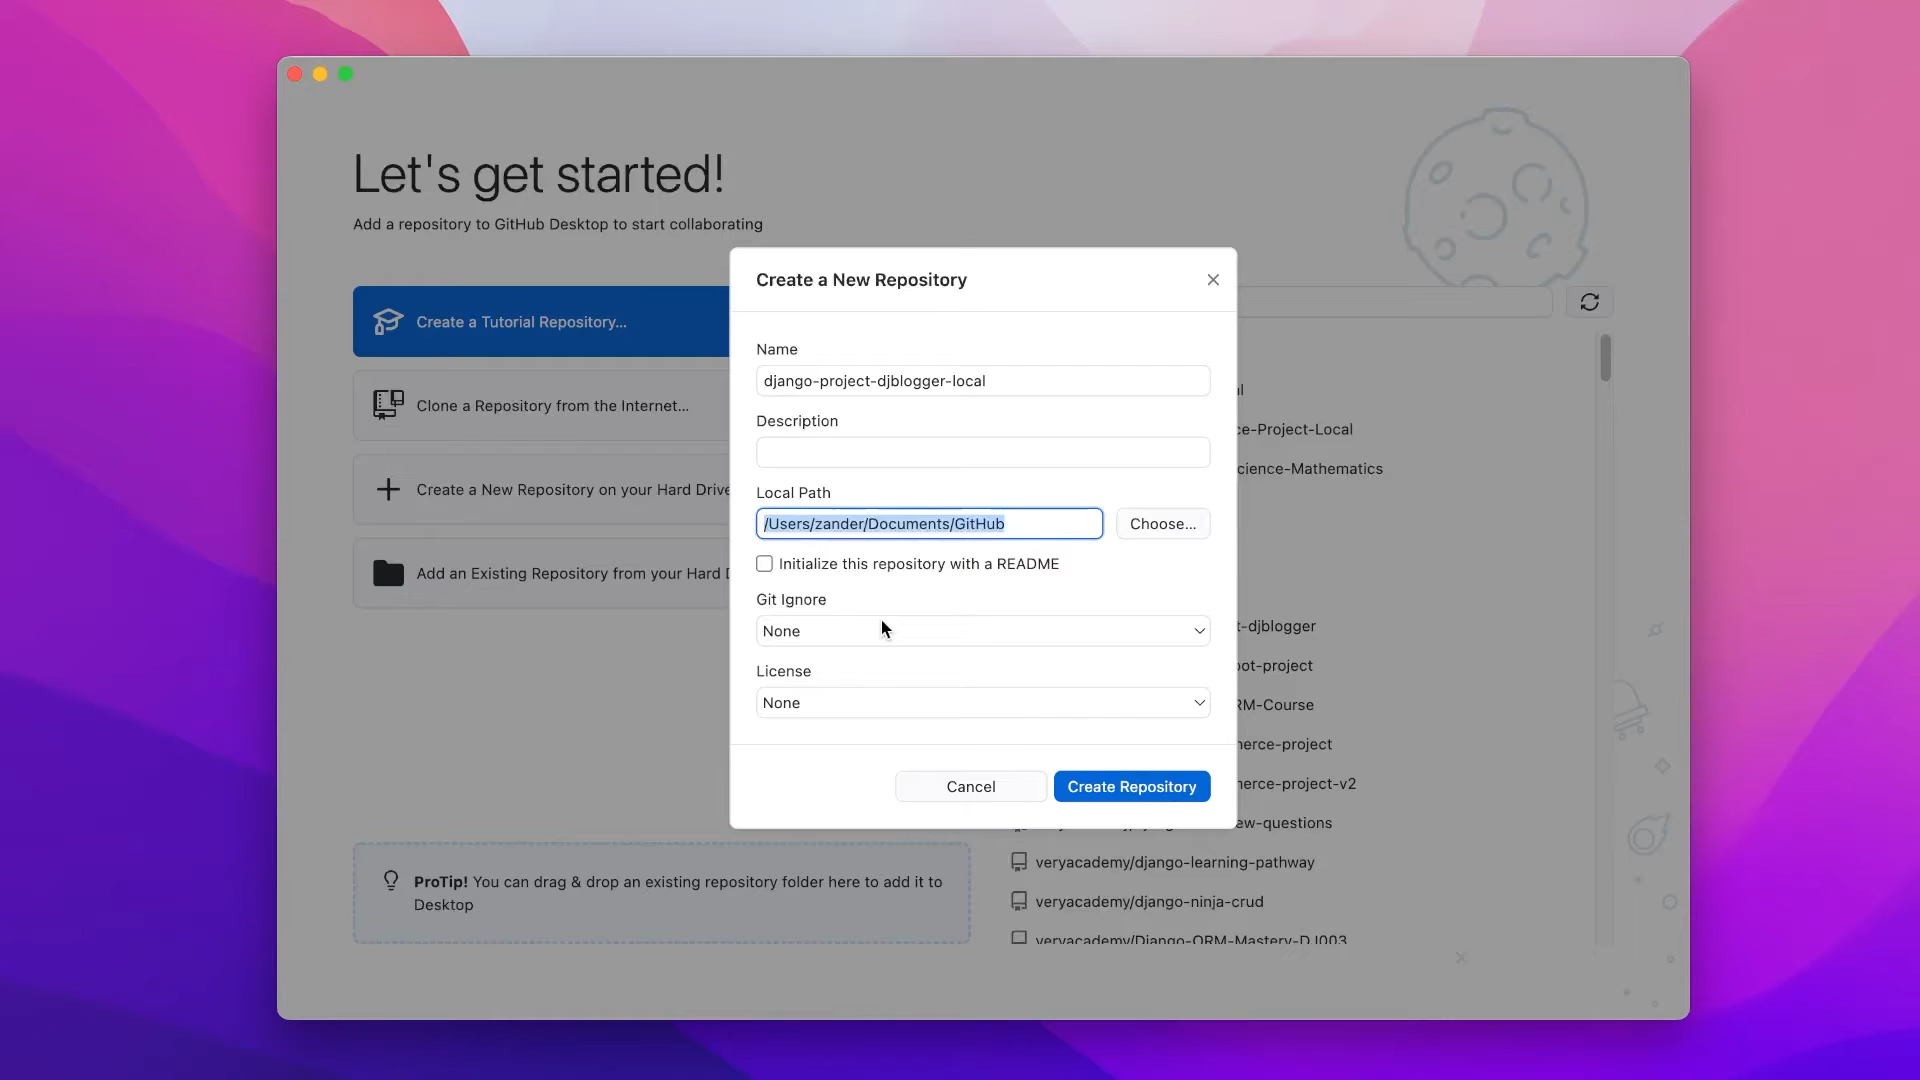 Let's get started!
Add a repository to GitHub Desktop to start collaborating
Create a Tutorial Repository...
Clone a Repository from the Internet...
Create a New Repository on your Hard Drive
Add an Existing Repository from your Hard
Create a New Repository
Name
django-project-djblogger-local
Description
Local Path
/Users/zander/Documents/GitHub
Choose...
Initialize this repository with a README
Git Ignore
None
License
None
Cancel
Create Repository
ce-Project-Local
cience-Mathematics
t-djblogger
ot-project
RM-Course
erce-project
erce-project-v2
ew-questions
veryacademy/django-learning-pathway
veryacademy/django-ninja-crud
veryacademy/Django-ORM-Mastery-DJ003
ProTip! You can drag & drop an existing repository folder here to add it to
Desktop